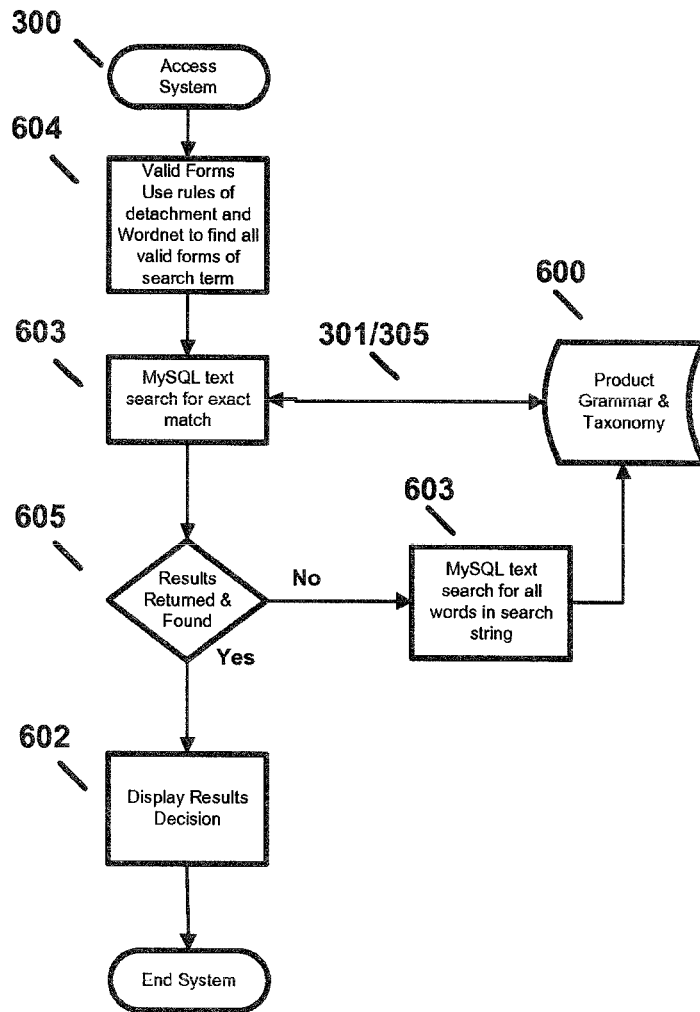 300
Access
System
604
Valid Forms
Use rules of
detachment and
Wordnet to find all
valid forms of
search term
600
603
301/305
MySQL text
search for exact
match
Product
Grammar &
Taxonomy
603
605
Results
Returned &
Found
No
MySQL text
search for all
words in search
string
Yes
602
Display Results
Decision
End System